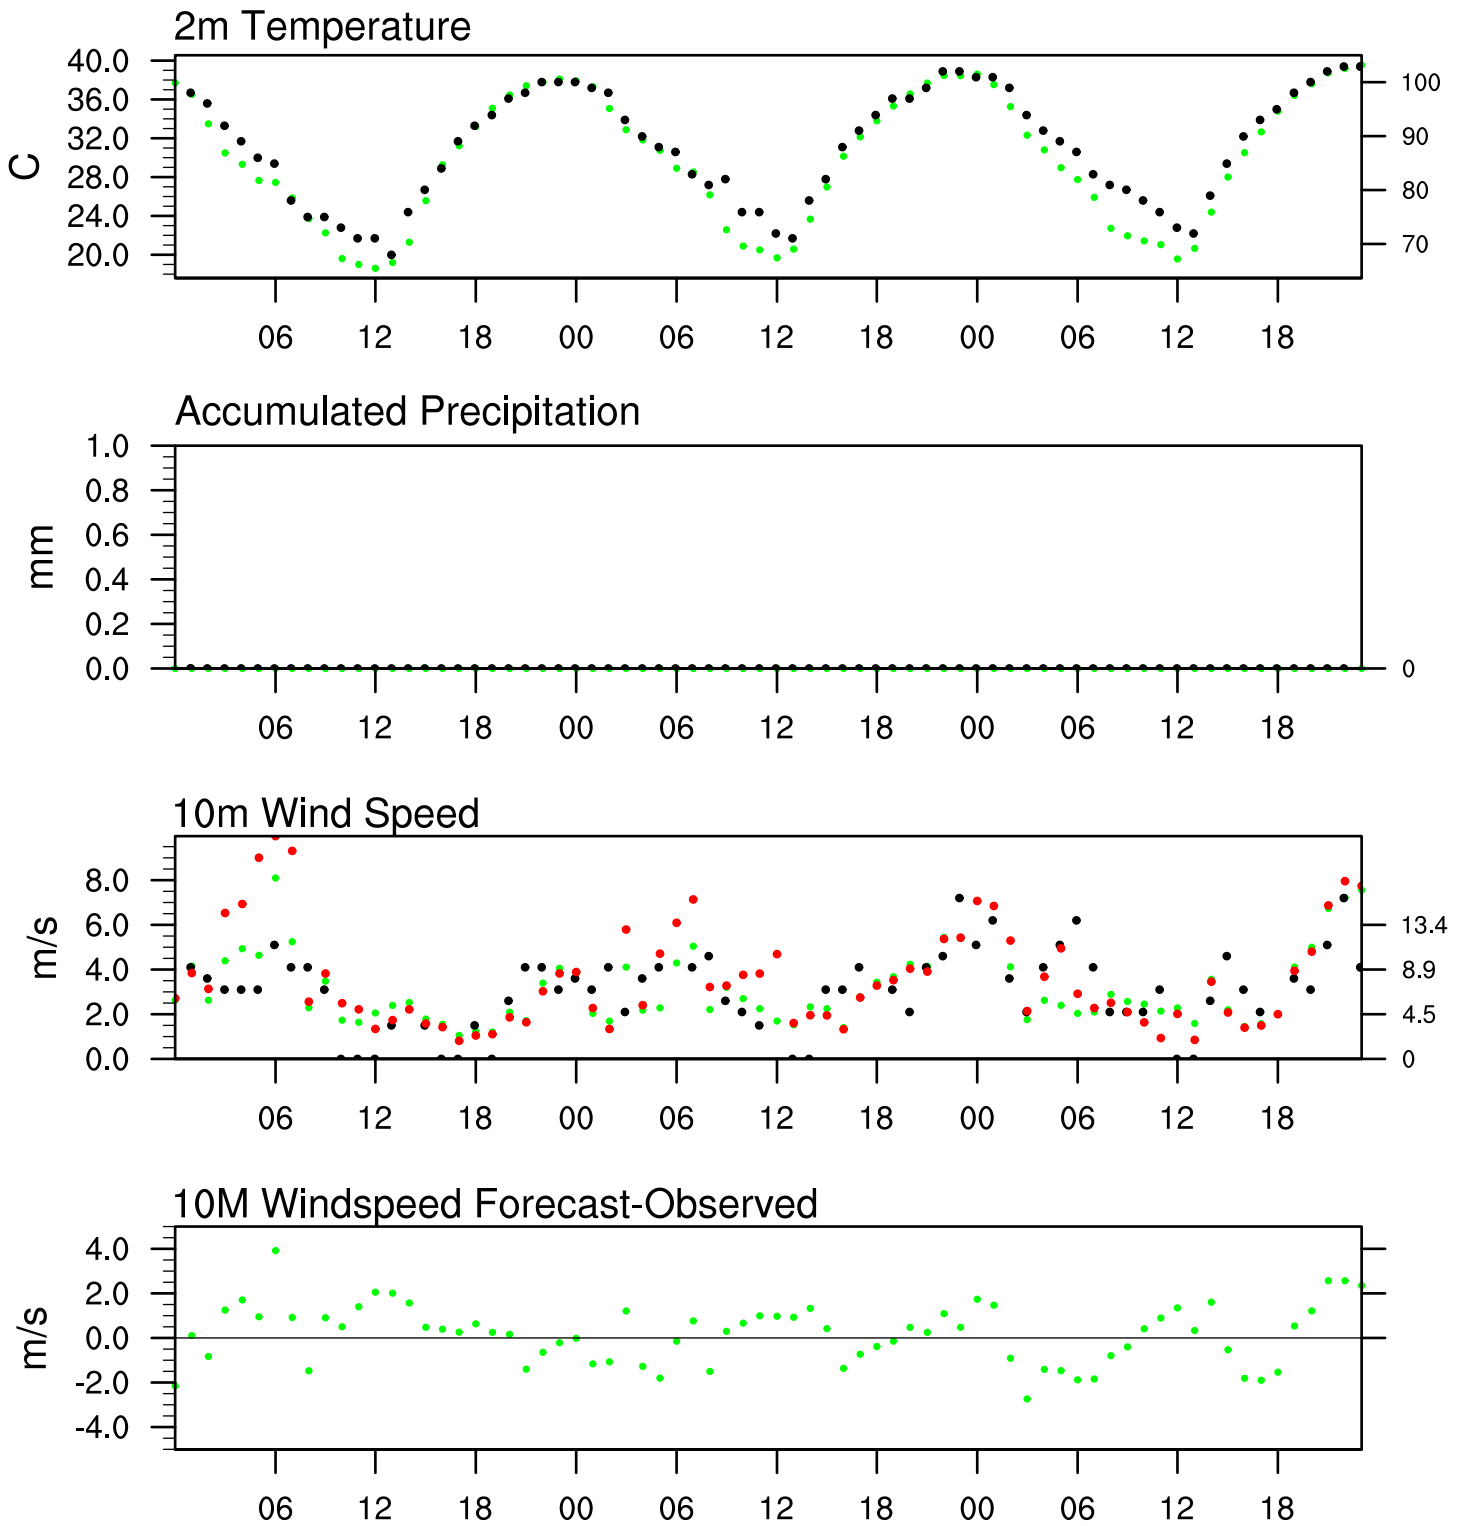 2m Temperature
40.0
36.0
32.0
28.0
24.0
20.0
C
100
90
80
70
06 12 18 00 06 12 18 00 06 12 18
Accumulated Precipitation
1.0
0.8
0.6
0.4
0.2
0.0
mm
0
06 12 18 00 06 12 18 00 06 12 18
10m Wind Speed
8.0
6.0
4.0
2.0
0.0
m/s
13.4
8.9
4.5
0
06 12 18 00 06 12 18 00 06 12 18
10M Windspeed Forecast-Observed
4.0
2.0
0.0
-2.0
-4.0
m/s
06 12 18 00 06 12 18 00 06 12 18